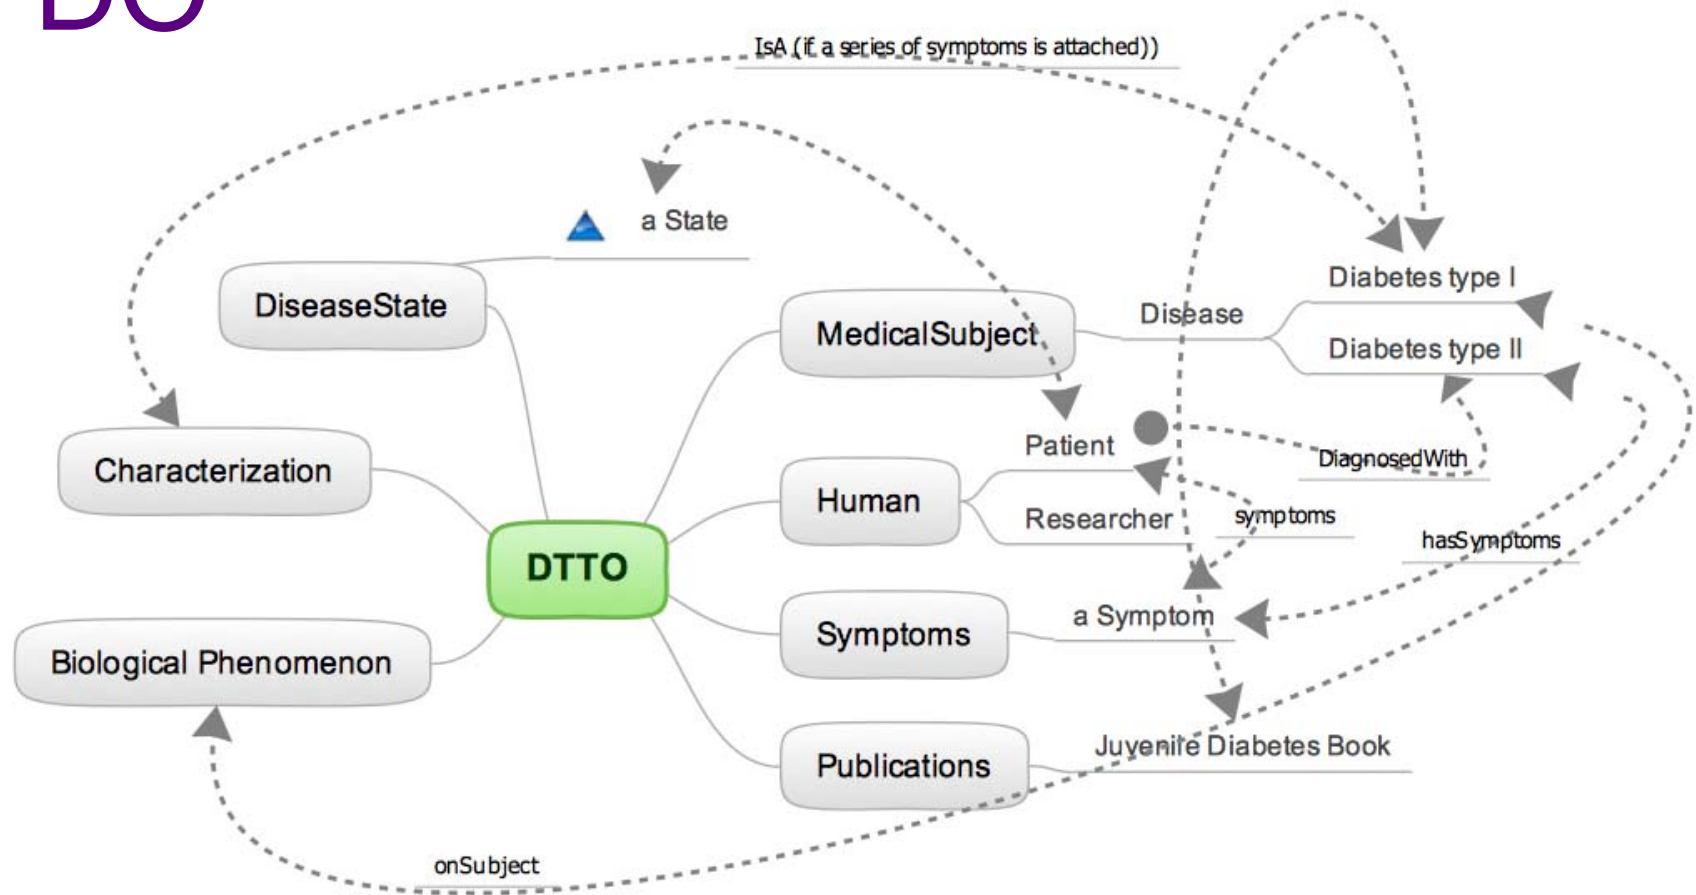 DO
IsA (if a series of symptoms is attached))
a State
DiseaseState
MedicalSubject
Disease
Diabetes type I
Diabetes type II
Characterization
Patient
DiagnosedWith
Human
Researcher
symptoms
hasSymptoms
DTTO
a Symptom
Symptoms
Biological Phenomenon
Juvenile Diabetes Book
Publications
onSubject